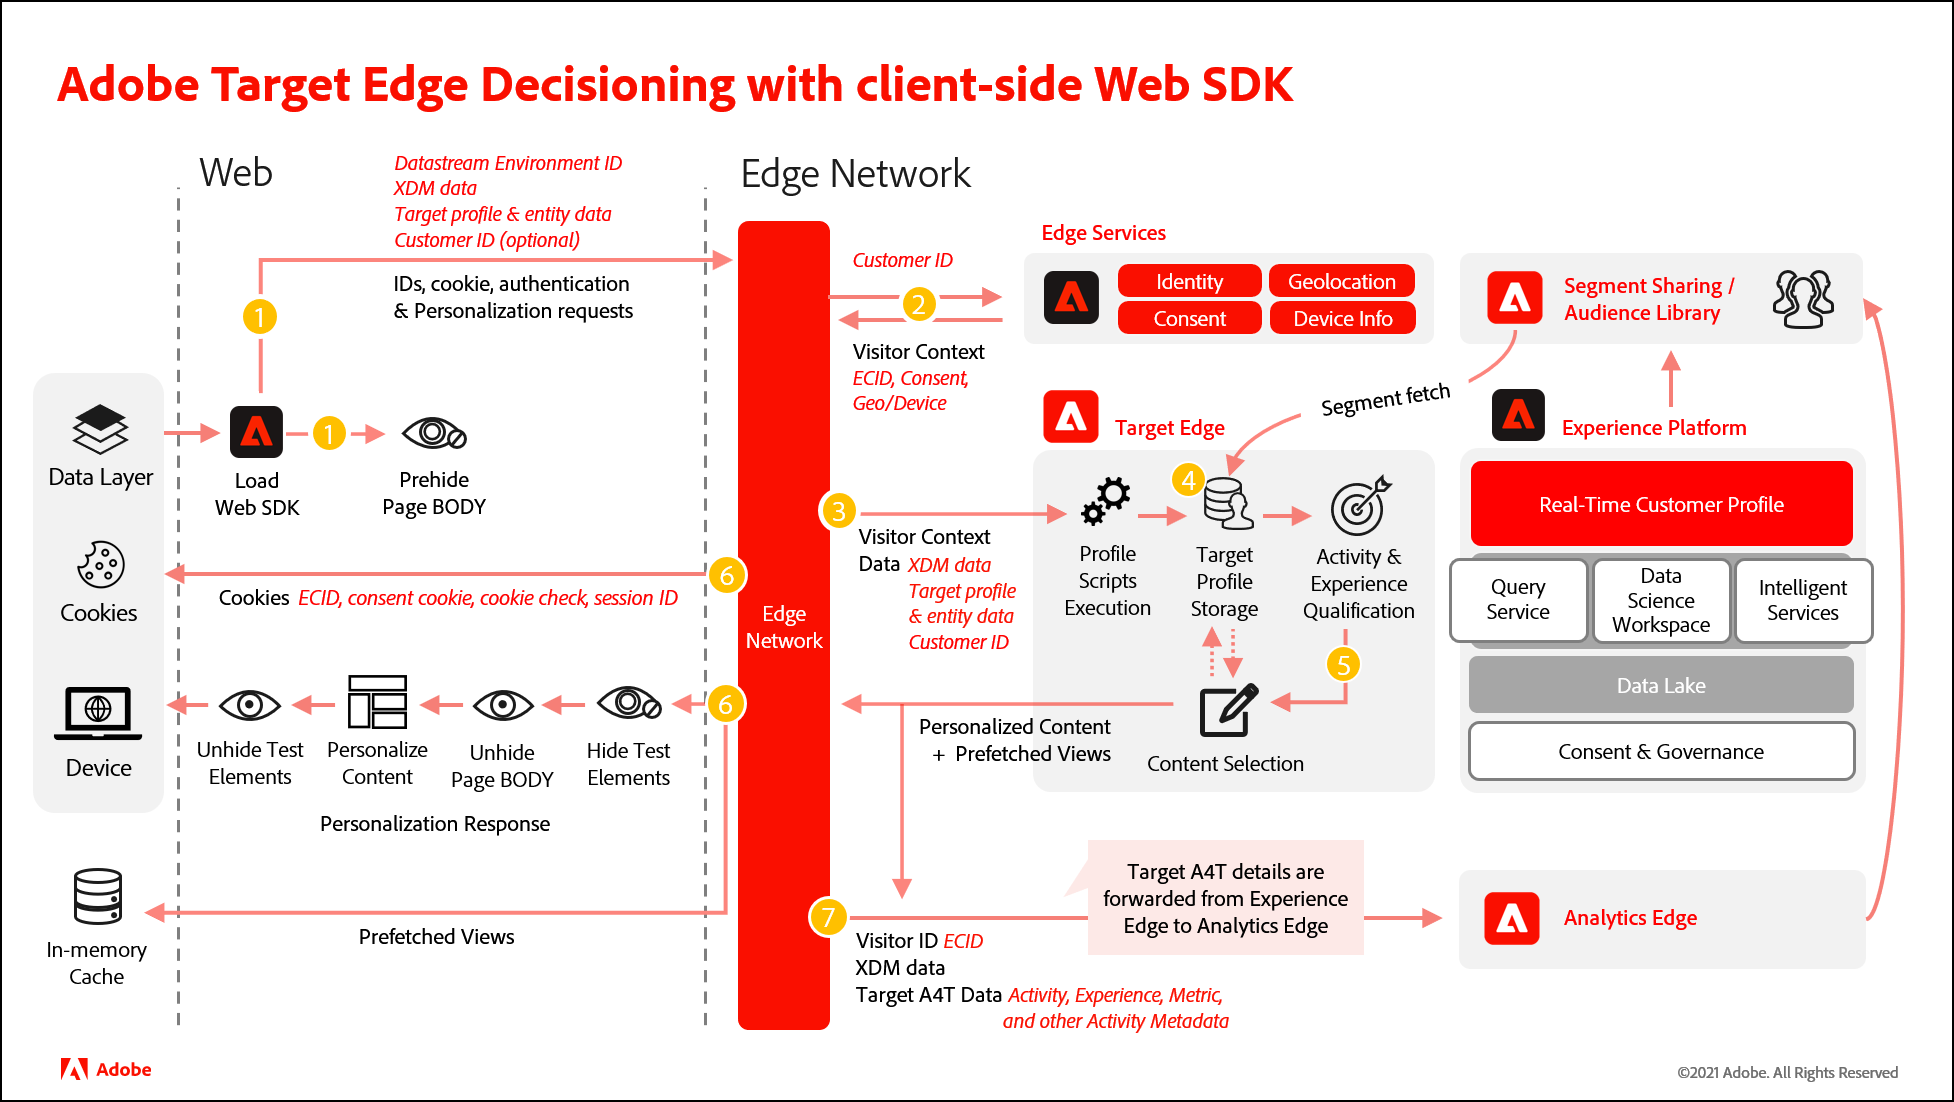 Adobe Target Edge Decisioning with client-side Web SDK
Web
Datastream Environment ID
XDM data
Target profile & entity data
Customer ID (optional)
IDs, cookie, authentication
& Personalization requests
1
Data Layer
Load
Web SDK
1
Prehide
Page BODY
Cookies
Cookies ECID, consent cookie, cookie check, session ID
6
Device
Unhide Test
Elements
Personalize
Content
Unhide
Page BODY
Hide Test
Elements
6
Personalization Response
In-memory
Cache
Prefetched Views
Edge Network
Edge
Network
Customer ID
2
Visitor Context
ECID, Consent,
Geo/Device
Edge Services
Identity
Geolocation
Consent
Device Info
Segment Sharing /
Audience Library
Segment fetch
Target Edge
3
Visitor Context
Data XDM data
Target profile
& entity data
Customer ID
Profile
Scripts
Execution
4
Target
Profile
Storage
Activity &
Experience
Qualification
5
Personalized Content
+ Prefetched Views
Content Selection
Experience Platform
Real-Time Customer Profile
Query
Service
Data
Science
Workspace
Intelligent
Services
Data Lake
Consent & Governance
7
Target A4T details are
forwarded from Experience
Edge to Analytics Edge
Visitor ID ECID
XDM data
Target A4T Data Activity, Experience, Metric,
and other Activity Metadata
Analytics Edge
Adobe
©2021 Adobe. All Rights Reserved